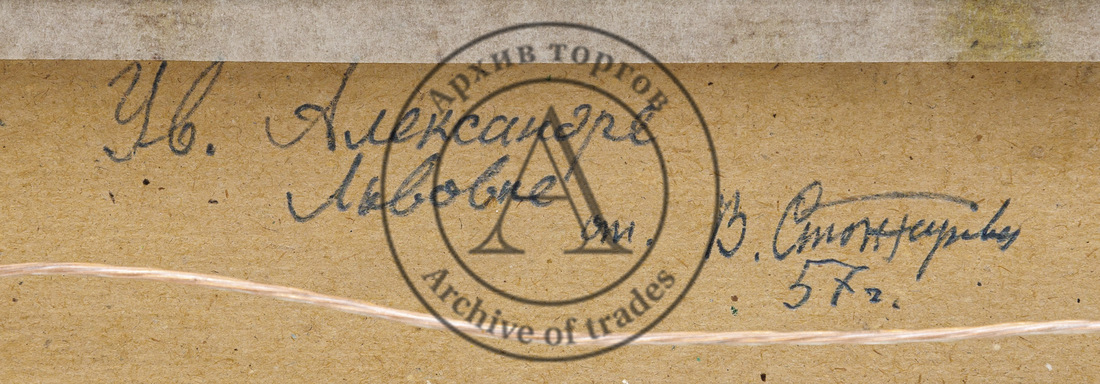 Ув. Александре
Львовне
от. В. Стожарова
57 г.
Архив торгов
A
Archive of trades